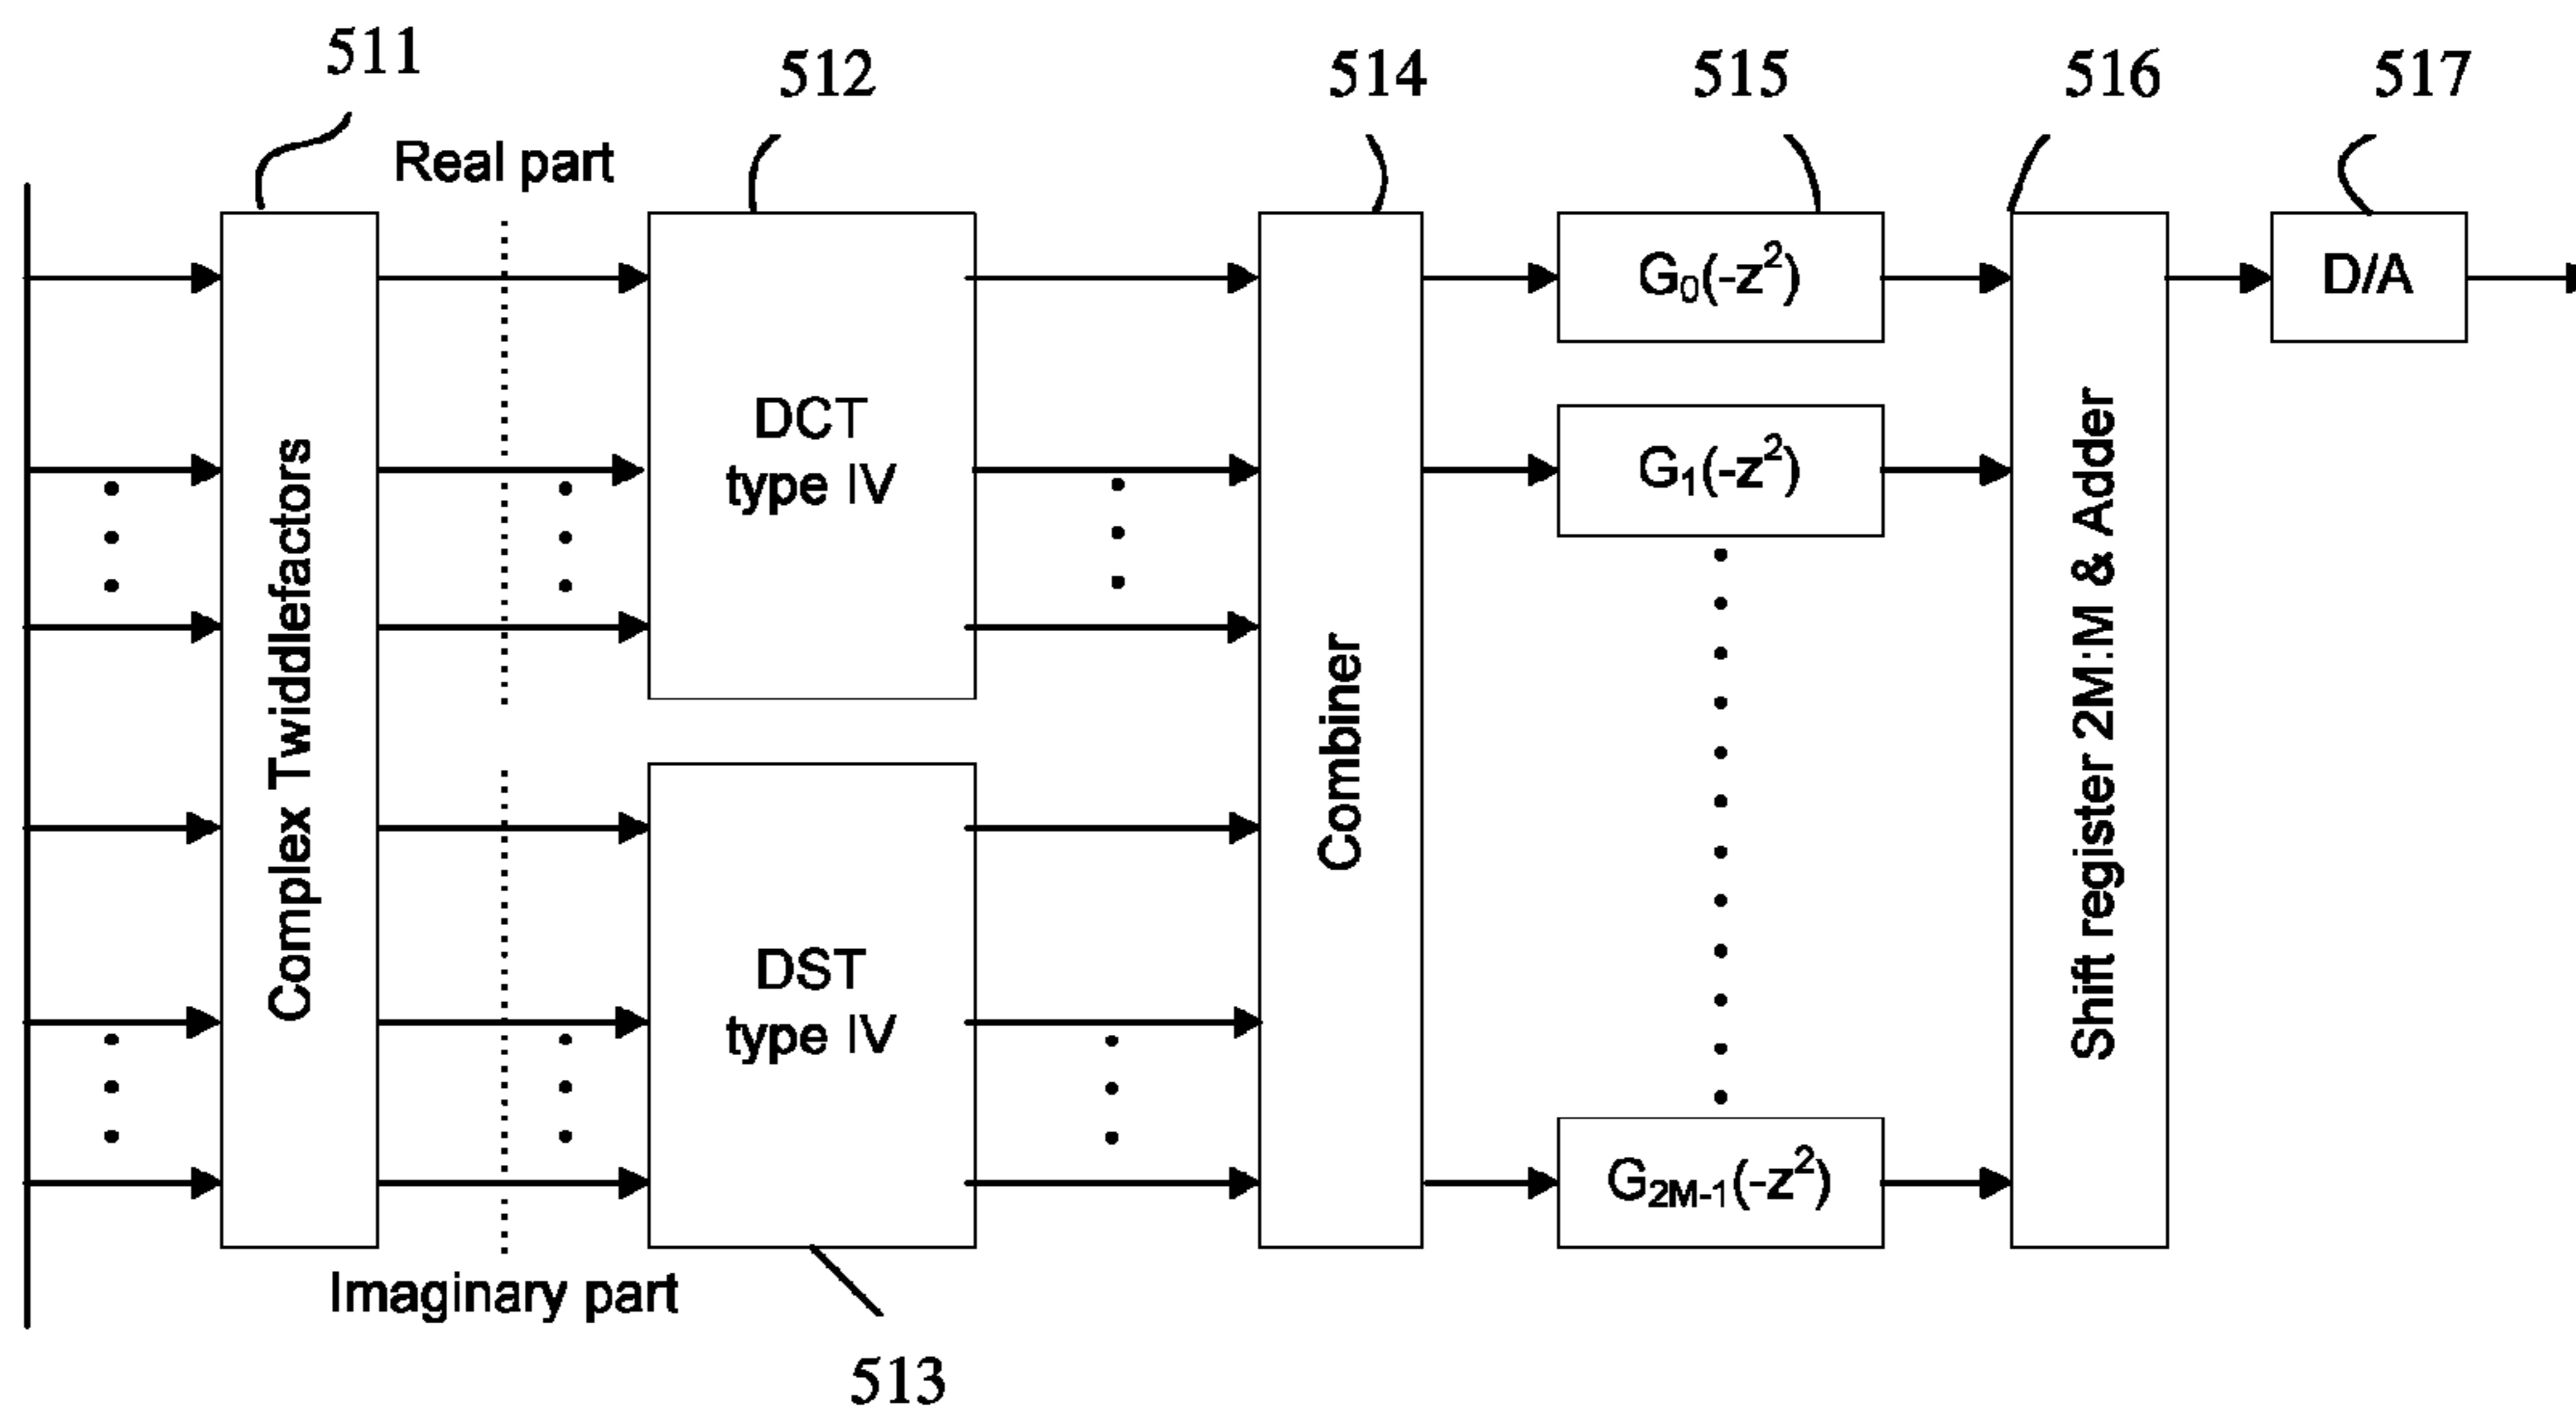 511
512
514
515
516
517
Real part
Complex Twiddlefactors
DCT
type IV
DST
type IV
Combiner
G₀(-z²)
G₁(-z²)
G₂M₋₁(-z²)
Shift register 2M:M & Adder
D/A
Imaginary part
513